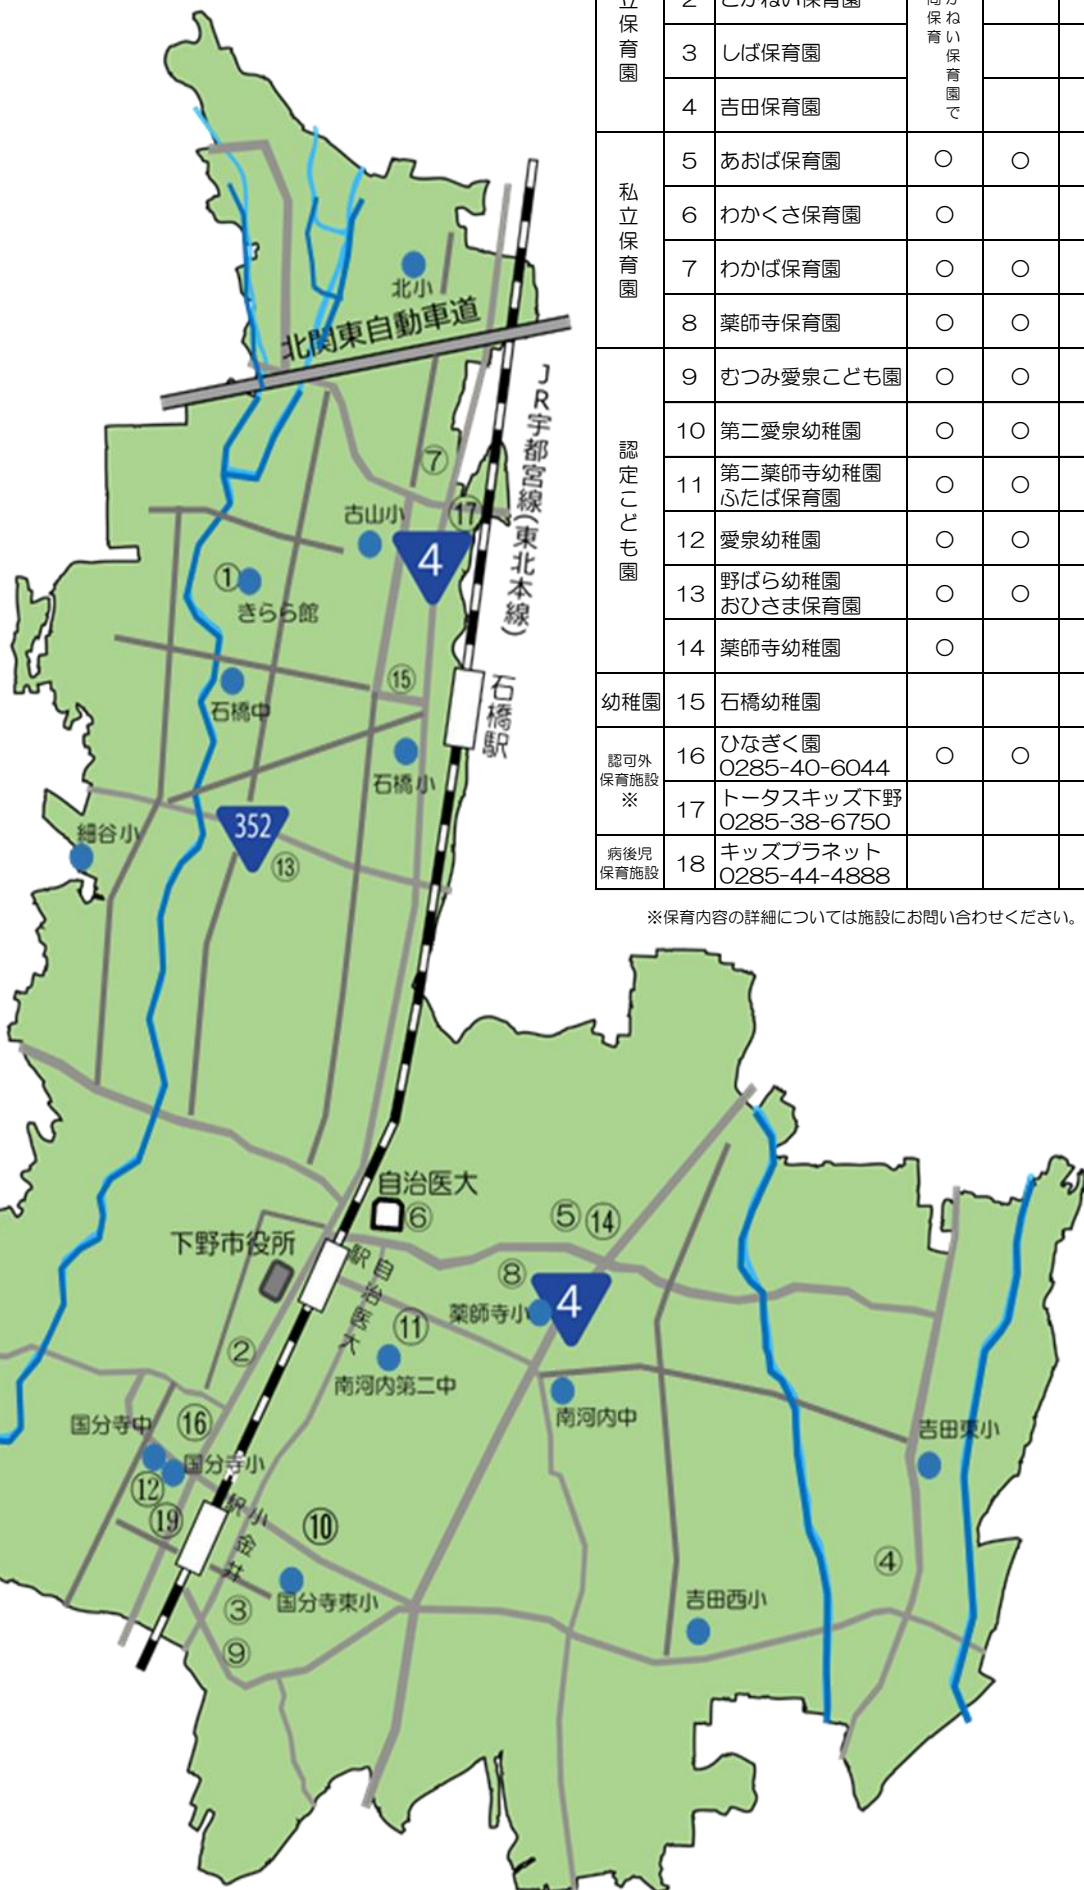 立保育園
2 こがねい保育園
3 しば保育園
4 吉田保育園
がねい保育園で
保育
私立保育園
5 あおば保育園 ○ ○
6 わかくさ保育園 ○
7 わかば保育園 ○ ○
8 薬師寺保育園 ○ ○
認定こども園
9 むつみ愛泉こども園 ○ ○
10 第二愛泉幼稚園 ○ ○
11 第二薬師寺幼稚園
ふたば保育園 ○ ○
12 愛泉幼稚園 ○ ○
13 野ばら幼稚園
おひさま保育園 ○ ○
14 薬師寺幼稚園 ○
幼稚園 15 石橋幼稚園
認可外
保育施設
※
16 ひなぎく園
0285-40-6044 ○ ○
17 トータスキッズ下野
0285-38-6750
病後児
保育施設
18 キッズプラネット
0285-44-4888
※保育内容の詳細については施設にお問い合わせください。
北小
北関東自動車道
JR宇都宮線(東北本線)
⑦
⑰
古山小
4
①
きらら館
⑮
石橋駅
石橋中
石橋小
352
細谷小
⑬
自治医大
⑥
⑤
⑭
下野市役所
自治医大駅
⑧
薬師寺小
4
⑪
②
南河内第二中
南河内中
国分寺中
⑯
国分寺小
吉田東小
⑫
⑲
小金井駅
⑩
④
③
国分寺東小
吉田西小
⑨